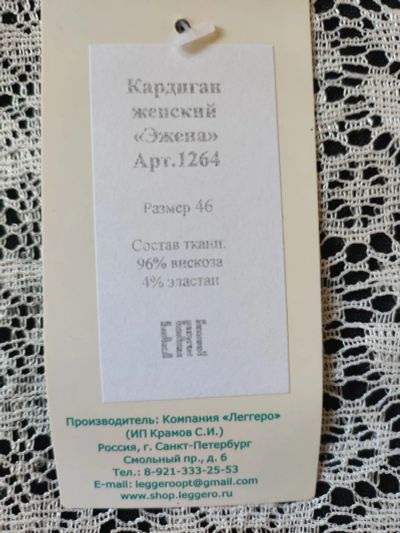 Кардиган
женский
«Эжена»
Арт.1264
Размер 46
Состав ткани:
96% вискоза
4% эластан
ЕАС
Производитель: Компания «Леггеро»
(ИП Крамов С.И.)
Россия, г. Санкт-Петербург
Смольный пр., д. 6
Тел.: 8-921-333-25-53
E-mail: leggeroopt@gmail.com
www.shop.leggero.ru